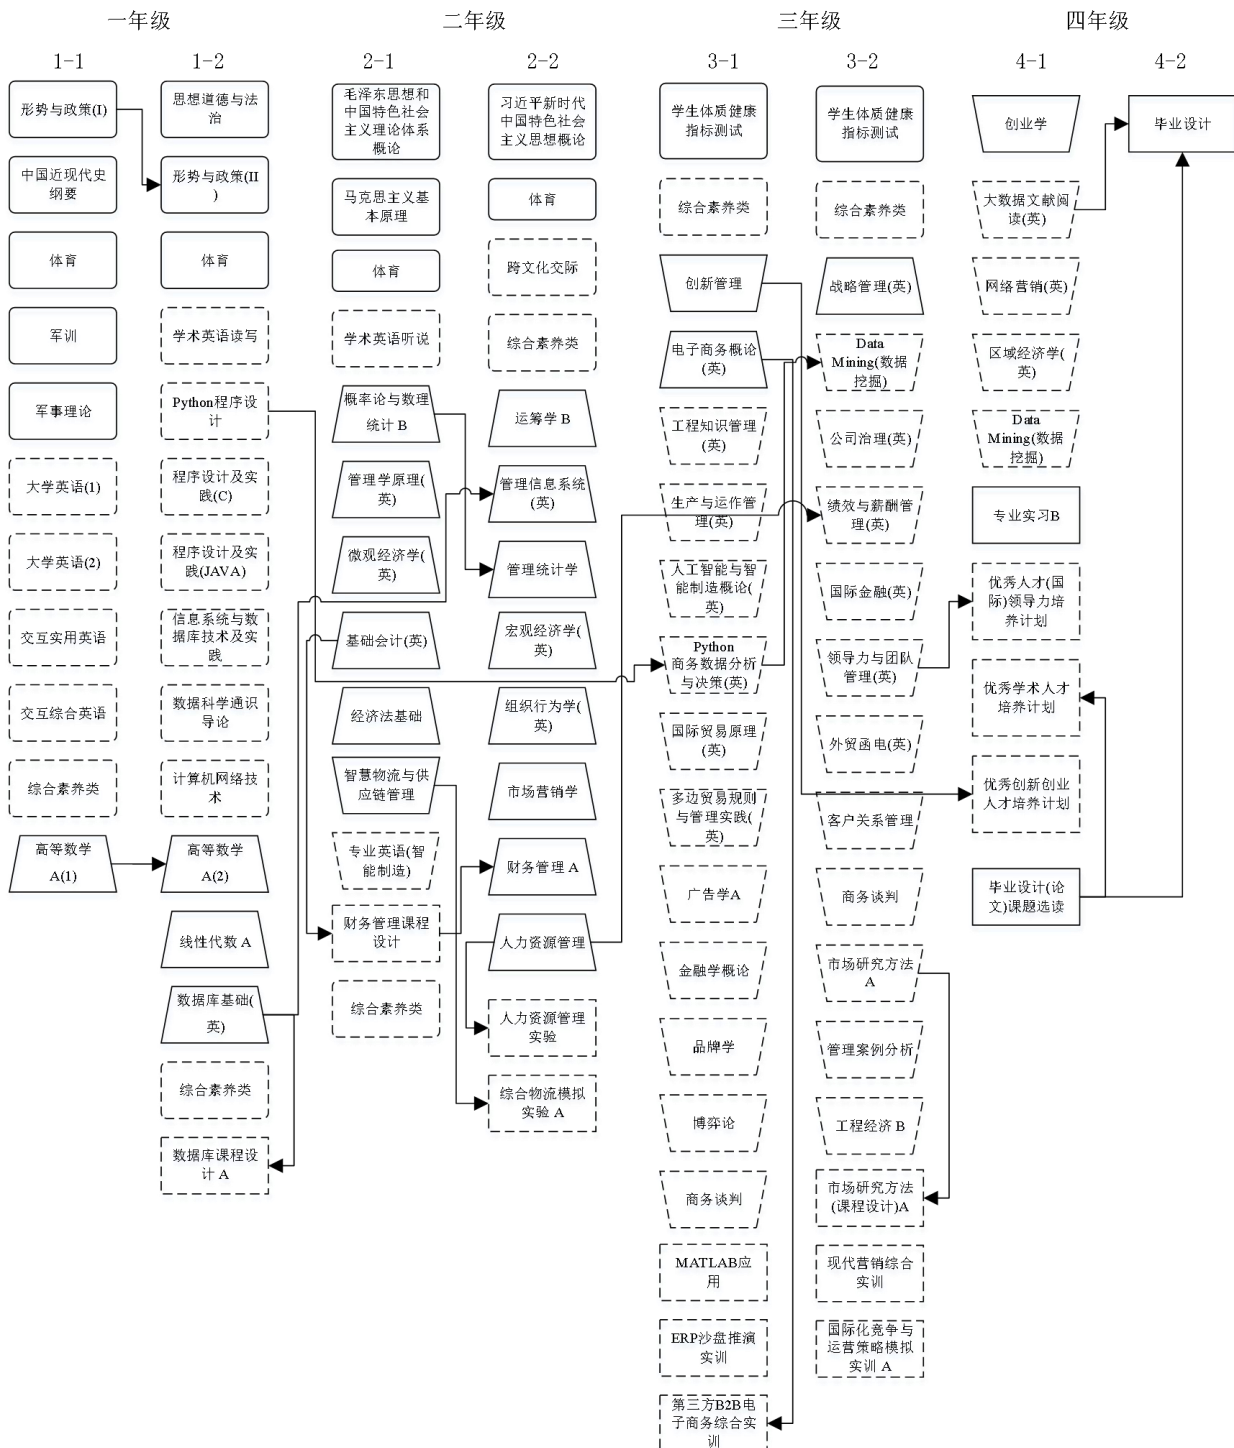 一年级
二年级
三年级
四年级
1-1
1-2
2-1
2-2
3-1
3-2
4-1
4-2
形势与政策(I)
中国近现代史
纲要
体育
军训
军事理论
大学英语(1)
大学英语(2)
交互实用英语
交互综合英语
综合素养类
高等数学
A(1)
思想道德与法
治
形势与政策(II
)
体育
学术英语读写
Python程序设
计
程序设计及实
践(C)
程序设计及实
践(JAVA)
信息系统与数
据库技术及实
践
数据科学通识
导论
计算机网络技
术
高等数学
A(2)
线性代数 A
数据库基础(
英)
综合素养类
数据库课程设
计 A
毛泽东思想和
中国特色社会
主义理论体系
概论
马克思主义基
本原理
体育
学术英语听说
概率论与数理
统计 B
管理学原理(
英)
微观经济学(
英)
基础会计(英)
经济法基础
智慧物流与供
应链管理
专业英语(智
能制造)
财务管理课程
设计
综合素养类
习近平新时代
中国特色社会
主义思想概论
体育
跨文化交际
综合素养类
运筹学 B
管理信息系统
(英)
管理统计学
宏观经济学(
英)
组织行为学(
英)
市场营销学
财务管理 A
人力资源管理
人力资源管理
实验
综合物流模拟
实验 A
学生体质健康
指标测试
综合素养类
创新管理
电子商务概论
(英)
工程知识管理
(英)
生产与运作管
理(英)
人工智能与智
能制造概论(
英)
Python
商务数据分析
与决策(英)
国际贸易原理
(英)
多边贸易规则
与管理实践(
英)
广告学A
金融学概论
品牌学
博弈论
商务谈判
MATLAB应
用
ERP沙盘推演
实训
第三方B2B电
子商务综合实
训
学生体质健康
指标测试
综合素养类
战略管理(英)
Data
Mining(数据
挖掘)
公司治理(英)
绩效与薪酬管
理(英)
国际金融(英)
领导力与团队
管理(英)
外贸函电(英)
客户关系管理
商务谈判
市场研究方法
A
管理案例分析
工程经济 B
市场研究方法
(课程设计)A
现代营销综合
实训
国际化竞争与
运营策略模拟
实训 A
创业学
大数据文献阅
读(英)
网络营销(英)
区域经济学(
英)
Data
Mining(数据
挖掘)
专业实习B
优秀人才(国
际)领导力培
养计划
优秀学术人才
培养计划
优秀创新创业
人才培养计划
毕业设计(论
文)课题选读
毕业设计